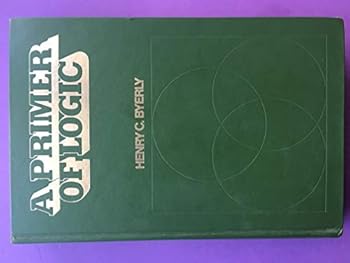 A PRIMER
OF LOGIC
HENRY C. BYERLY